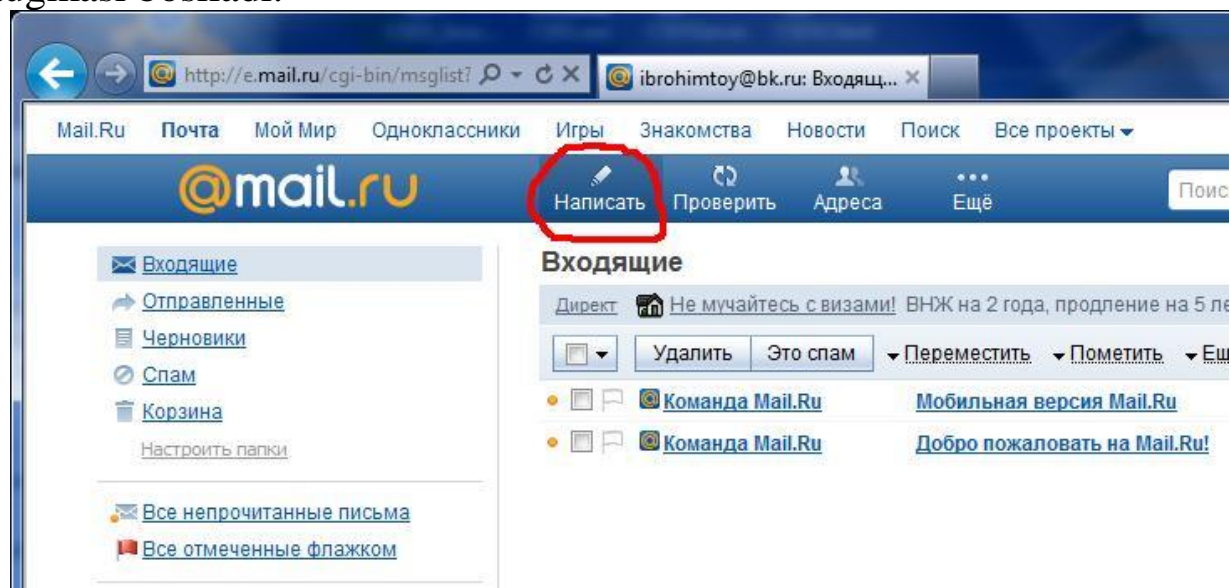 http://e.mail.ru/cgi-bin/msglist? ibrohimtoy@bk.ru: Входящ...
Mail.Ru Почта Мой Мир Одноклассники Игры Знакомства Новости Поиск Все проекты
@mail.ru Написать Проверить Адреса Ещё Поис
Входящие
Отправленные
Черновики
Спам
Корзина
Настроить папки
Все непрочитанные письма
Все отмеченные флажком
Входящие
Директ Не мучайтесь с визами! ВНЖ на 2 года, продление на 5 ле
Удалить Это спам Переместить Пометить Ещ
Команда Mail.Ru Мобильная версия Mail.Ru
Команда Mail.Ru Добро пожаловать на Mail.Ru!